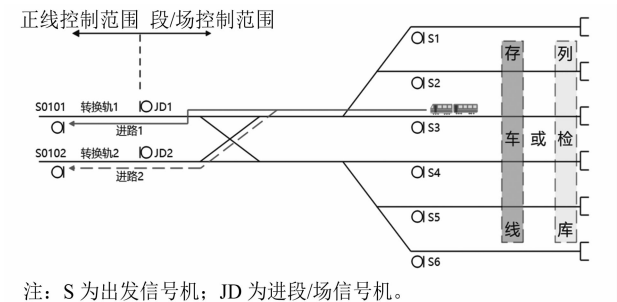 正线控制范围 段/场控制范围
S1
存 列
S2
S0101 转换轨1 JD1
进路1
S3
车 或 检
S0102 转换轨2 JD2
进路2
S4
S5
线 库
S6
注：S 为出发信号机；JD 为进段/场信号机。